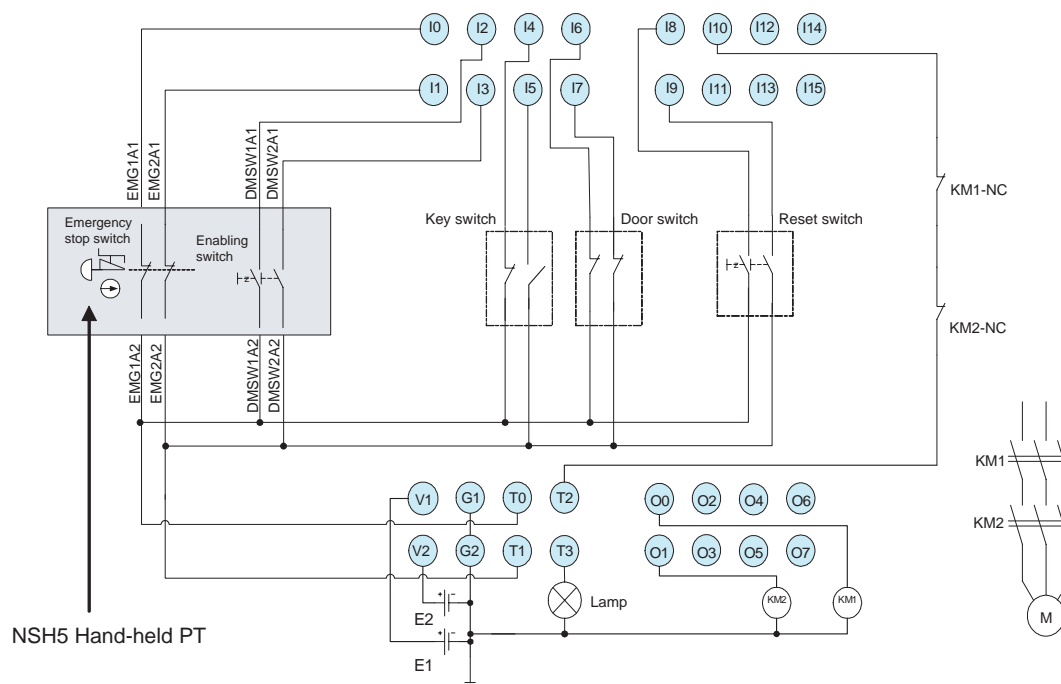 I0 I2 I4 I6 I8 I10 I12 I14
I1 I3 I5 I7 I9 I11 I13 I15
EMG1A1
EMG2A1
DMSW1A1
DMSW2A1
KM1-NC
Emergency
stop switch
Enabling
switch
Key switch
Door switch
Reset switch
KM2-NC
EMG1A2
EMG2A2
DMSW1A2
DMSW2A2
KM1
KM2
V1 G1 T0 T2 O0 O2 O4 O6
V2 G2 T1 T3 O1 O3 O5 O7
E2
Lamp
KM2
KM1
M
NSH5 Hand-held PT
E1